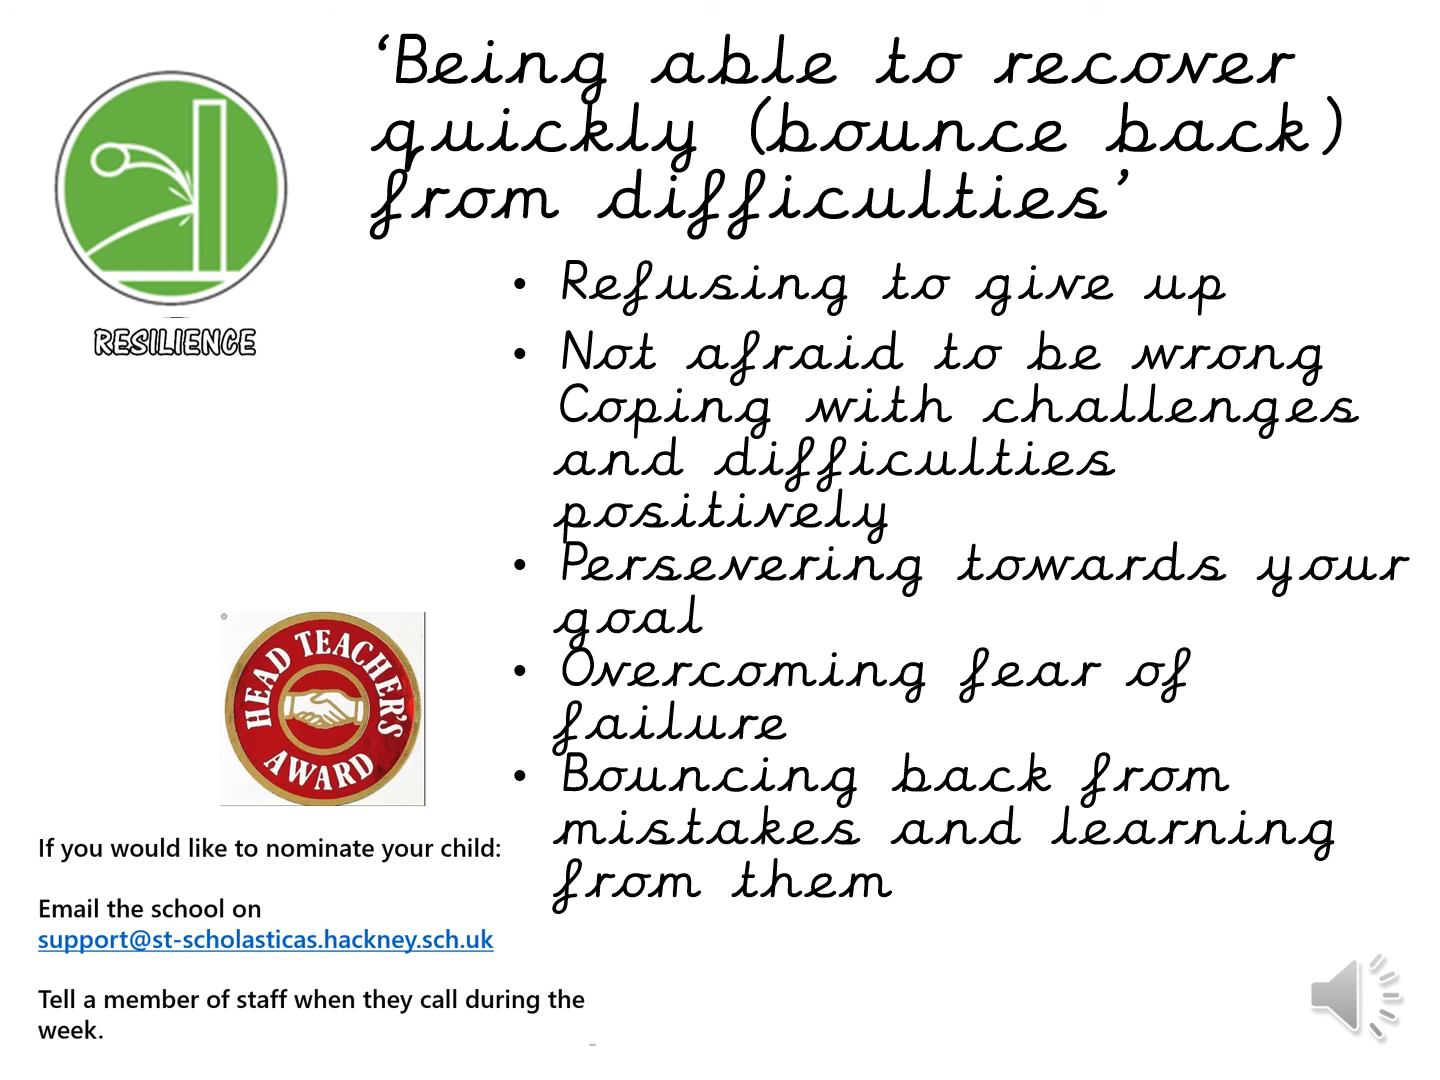 ‘Being able to recover
quickly (bounce back)
from difficulties’
RESILIENCE
• Refusing to give up
• Not afraid to be wrong
Coping with challenges
and difficulties
positively
• Persevering towards your
goal
• Overcoming fear of
failure
• Bouncing back from
mistakes and learning
from them
HEAD TEACHER'S
AWARD
If you would like to nominate your child:
Email the school on
support@st-scholasticas.hackney.sch.uk
Tell a member of staff when they call during the
week.